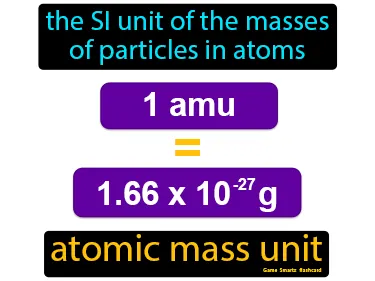 the SI unit of the masses
of particles in atoms
1 amu
=
1.66 x 10⁻²⁷g
atomic mass unit
Game Smartz flashcard